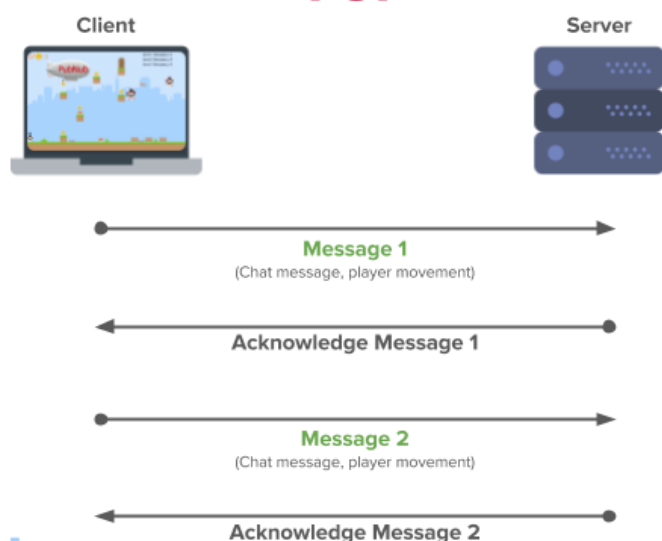 Client
Server
PubNub
Message 1
(Chat message, player movement)
Acknowledge Message 1
Message 2
(Chat message, player movement)
Acknowledge Message 2